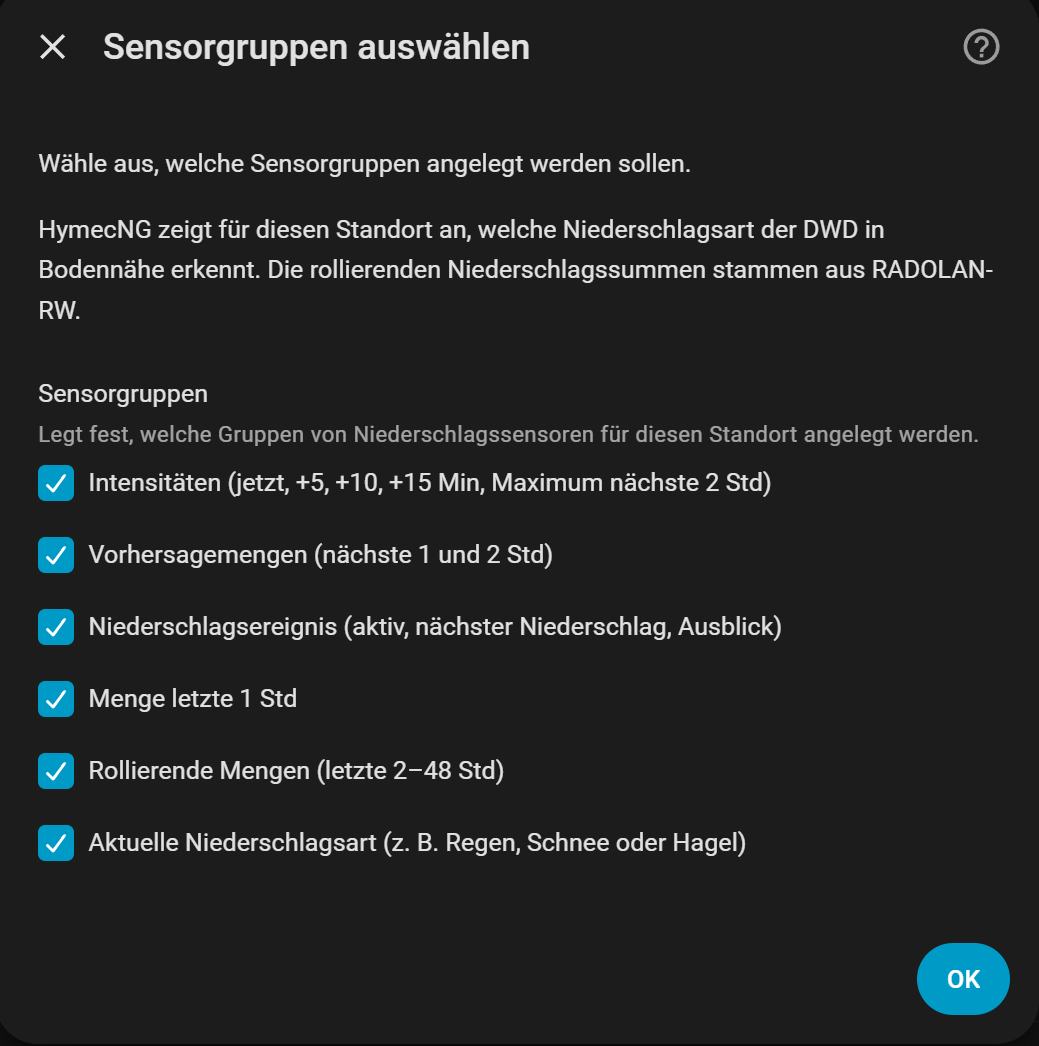 Sensorgruppen auswählen
Wähle aus, welche Sensorgruppen angelegt werden sollen.
HymecNG zeigt für diesen Standort an, welche Niederschlagsart der DWD in
Bodennähe erkennt. Die rollierenden Niederschlagssummen stammen aus RADOLAN-
RW.
Sensorgruppen
Legt fest, welche Gruppen von Niederschlagssensoren für diesen Standort angelegt werden.
Intensitäten (jetzt, +5, +10, +15 Min, Maximum nächste 2 Std)
Vorhersagemengen (nächste 1 und 2 Std)
Niederschlagsereignis (aktiv, nächster Niederschlag, Ausblick)
Menge letzte 1 Std
Rollierende Mengen (letzte 2–48 Std)
Aktuelle Niederschlagsart (z. B. Regen, Schnee oder Hagel)
OK